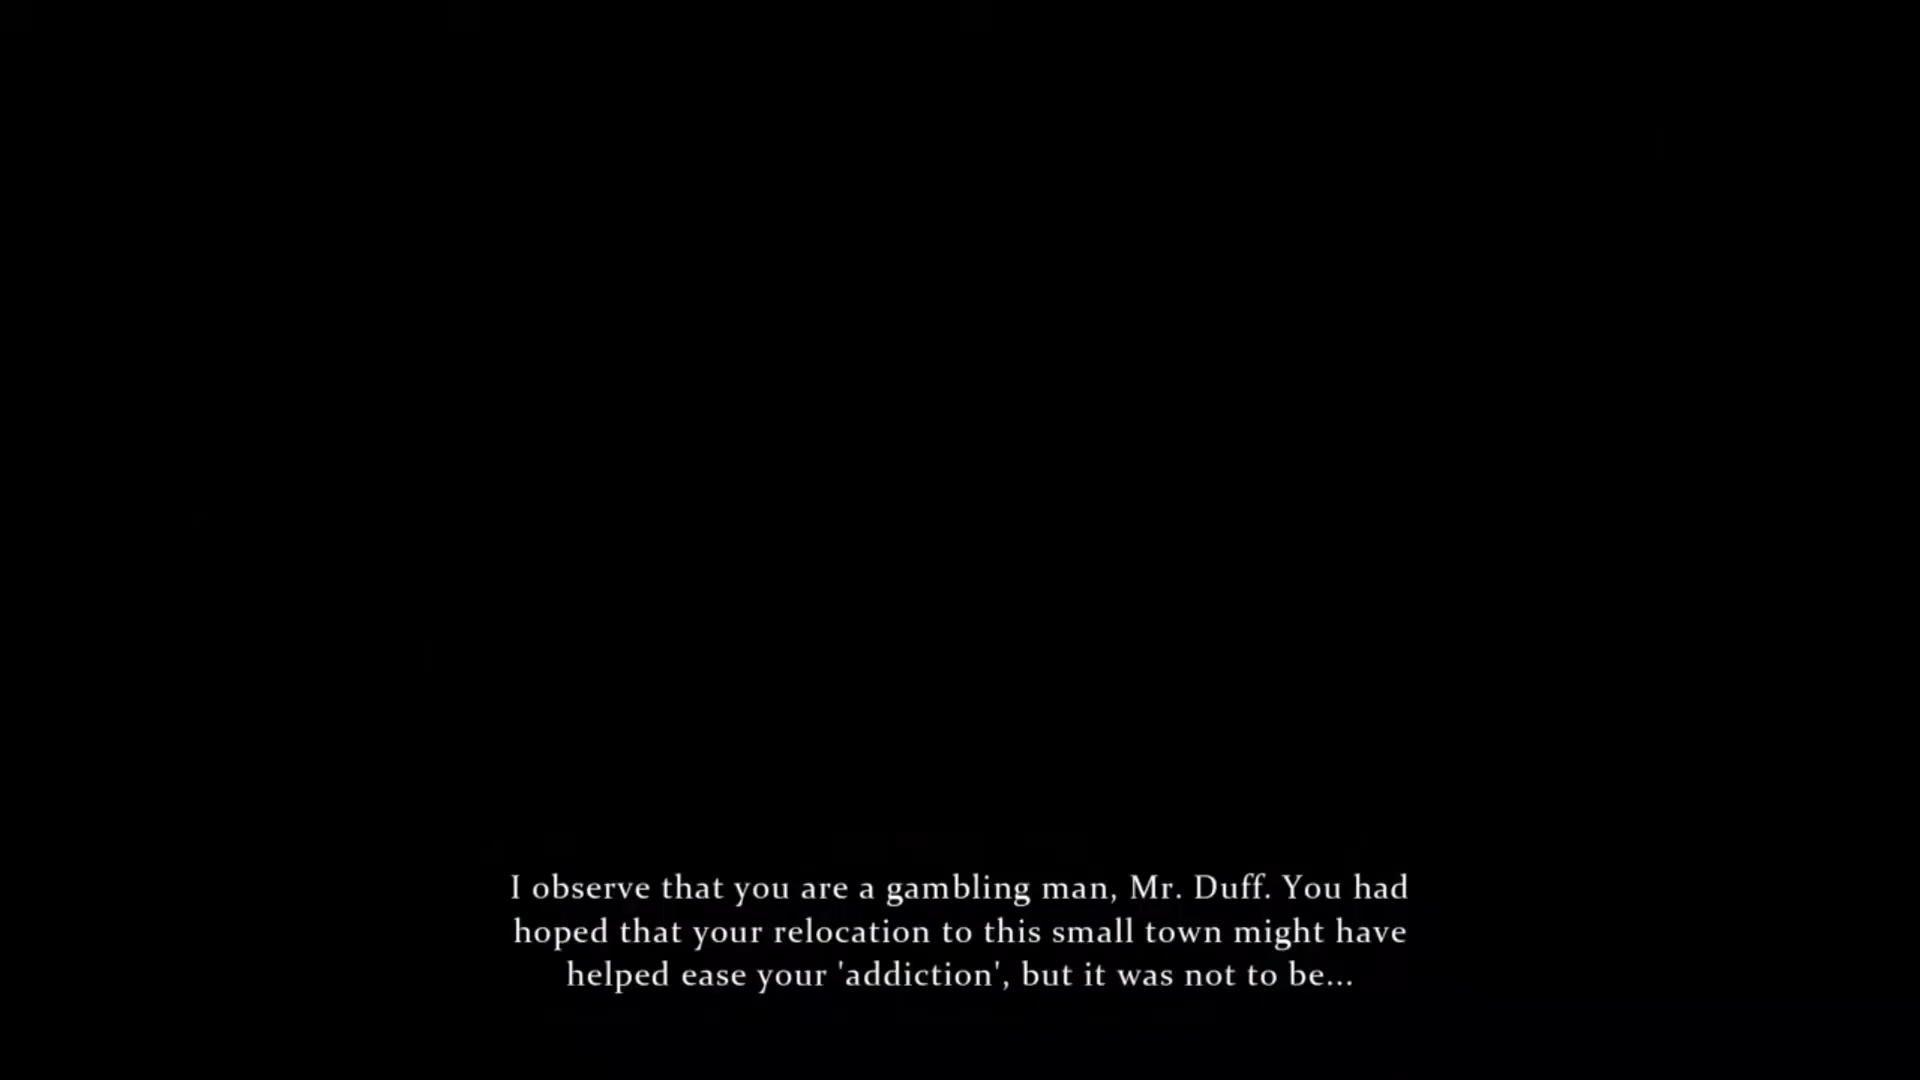 I observe that you are a gambling man, Mr. Duff. You had
hoped that your relocation to this small town might have
helped ease your 'addiction', but it was not to be...